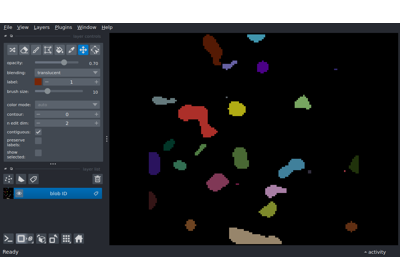 File View Layers Plugins Window Help
opacity: 0.70
blending: translucent
label: 1
brush size: 10
color mode:
contour: 0
n edit dim: 2
contiguous:
preserve labels:
show selected:
blob ID
Ready
activity